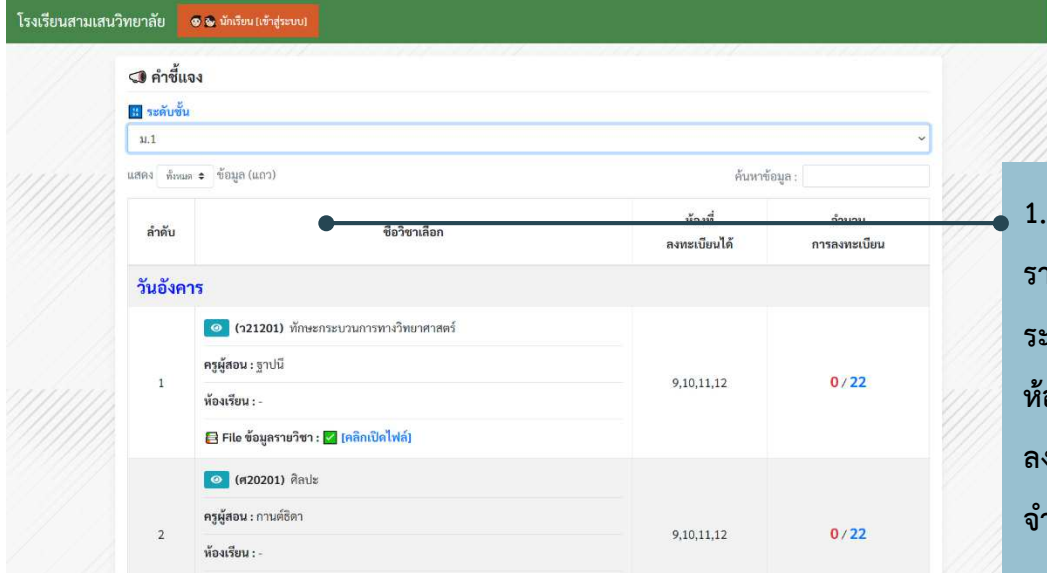 โรงเรียนสามเสนวิทยาลัย นักเรียน [เข้าสู่ระบบ]
คำชี้แจง
ระดับชั้น
ม.1
แสดง ทั้งหมด ข้อมูล (แถว) ค้นหาข้อมูล :
ลำดับ ชื่อวิชาเลือก ห้องที่ลงทะเบียนได้ จำนวนการลงทะเบียน
วันอังคาร
(ว21201) ทักษะกระบวนการทางวิทยาศาสตร์
ครูผู้สอน : ฐาปนี
1 9,10,11,12 0 / 22
ห้องเรียน : -
File ข้อมูลรายวิชา : [คลิกเปิดไฟล์]
(ศ20201) ศิลปะ
ครูผู้สอน : กานต์ธิดา
2 9,10,11,12 0 / 22
ห้องเรียน : -
1.